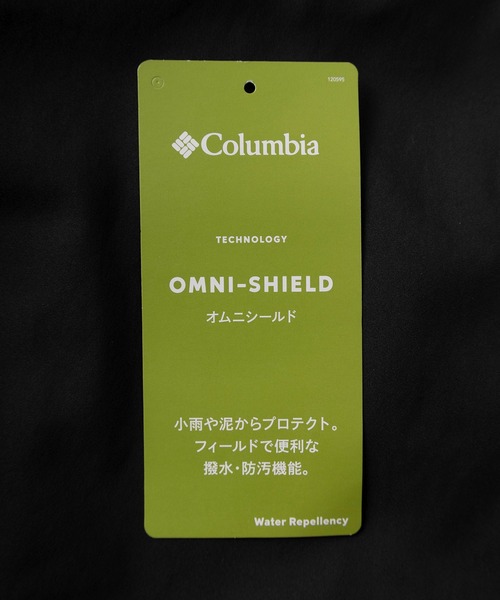 Columbia
TECHNOLOGY
OMNI-SHIELD
オムニシールド
小雨や泥からプロテクト。
フィールドで便利な
撥水・防汚機能。
Water Repellency